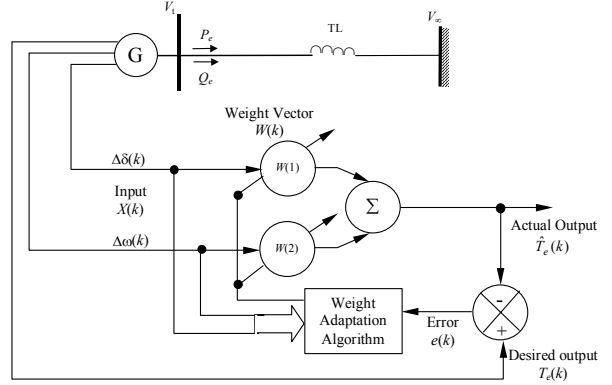 V_t
P_e
Q_e
TL
V_∞
G
Weight Vector
W(k)
Δδ(k)
W(1)
Input
X(k)
Σ
Δω(k)
W(2)
Actual Output
T̂_e(k)
Weight
Adaptation
Algorithm
Error
e(k)
-
+
Desired output
T_e(k)